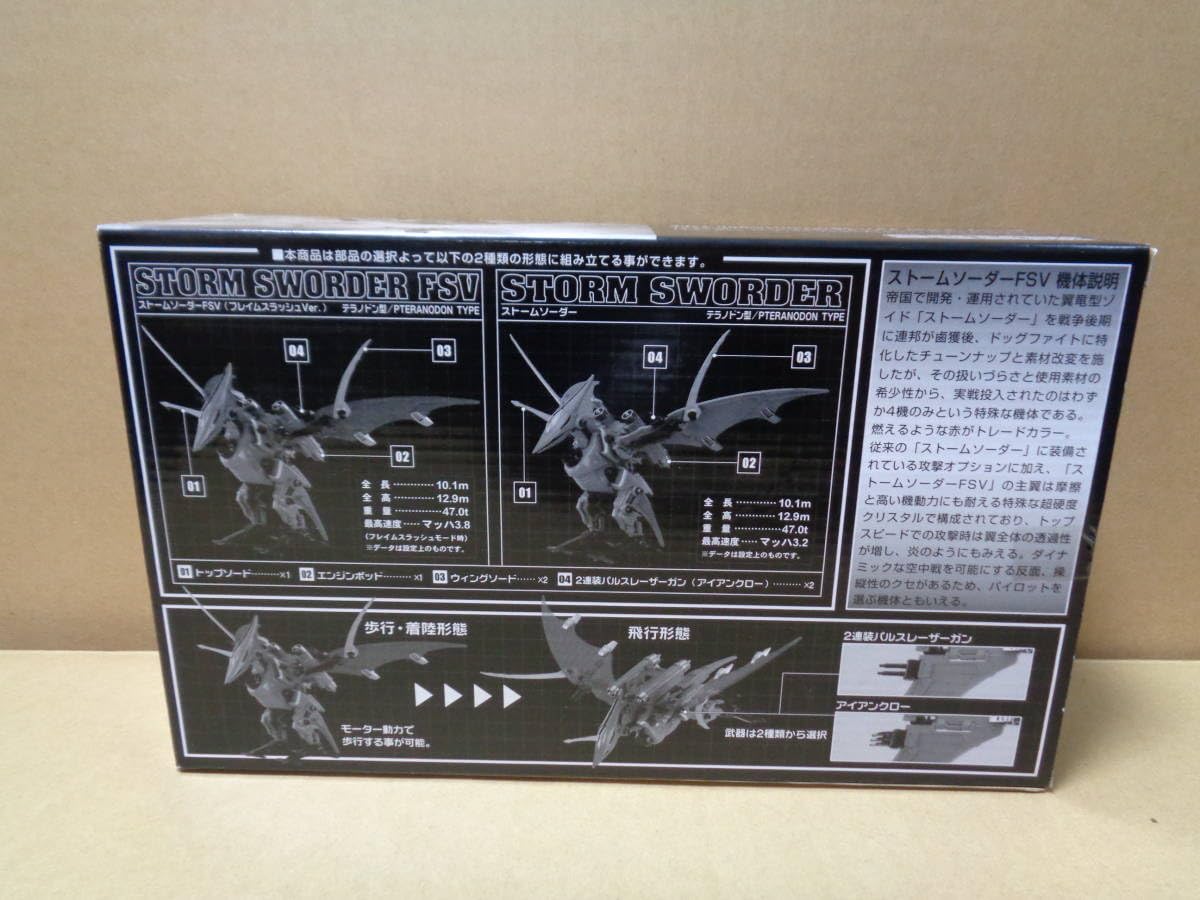 ■本商品は部品の選択よって以下の2種類の形態に組み立てる事ができます。
STORM SWORDER FSV
ストームソーダーFSV(フレイムスラッシュVer.)
テラノドン型/PTERANODON TYPE
04
03
02
01
全 長 ………… 10.1m
全 高 ………… 12.9m
重 量 ………… 47.0t
最高速度 …… マッハ3.8
(フレイムスラッシュモード時)
※データは設定上のものです。
STORM SWORDER
ストームソーダー
テラノドン型/PTERANODON TYPE
04
03
02
01
全 長 ………… 10.1m
全 高 ………… 12.9m
重 量 ………… 47.0t
最高速度 …… マッハ3.2
※データは設定上のものです。
01 トップソード ……… ×1 02 エンジンポッド ……… ×1 03 ウィングソード …… ×2 04 2連装パルスレーザーガン(アイアンクロー) ……… ×2
ストームソーダーFSV 機体説明
帝国で開発・運用されていた翼竜型ゾ
イド「ストームソーダー」を戦争後期
に連邦が鹵獲後、ドッグファイトに特
化したチューンナップと素材改変を施
したが、その扱いづらさと使用素材の
希少性から、実戦投入されたのはわず
か4機のみという特殊な機体である。
燃えるような赤がトレードカラー。
従来の「ストームソーダー」に装備さ
れている攻撃オプションに加え、「ス
トームソーダーFSV」の主翼は摩擦
と高い機動力にも耐える特殊な超硬度
クリスタルで構成されており、トップ
スピードでの攻撃時は翼全体の透過性
が増し、炎のようにもみえる。ダイナ
ミックな空中戦を可能にする反面、操
縦性のクセがあるため、パイロットを
選ぶ機体ともいえる。
歩行・着陸形態
モーター動力で
歩行する事が可能。
飛行形態
武器は2種類から選択
2連装パルスレーザーガン
アイアンクロー